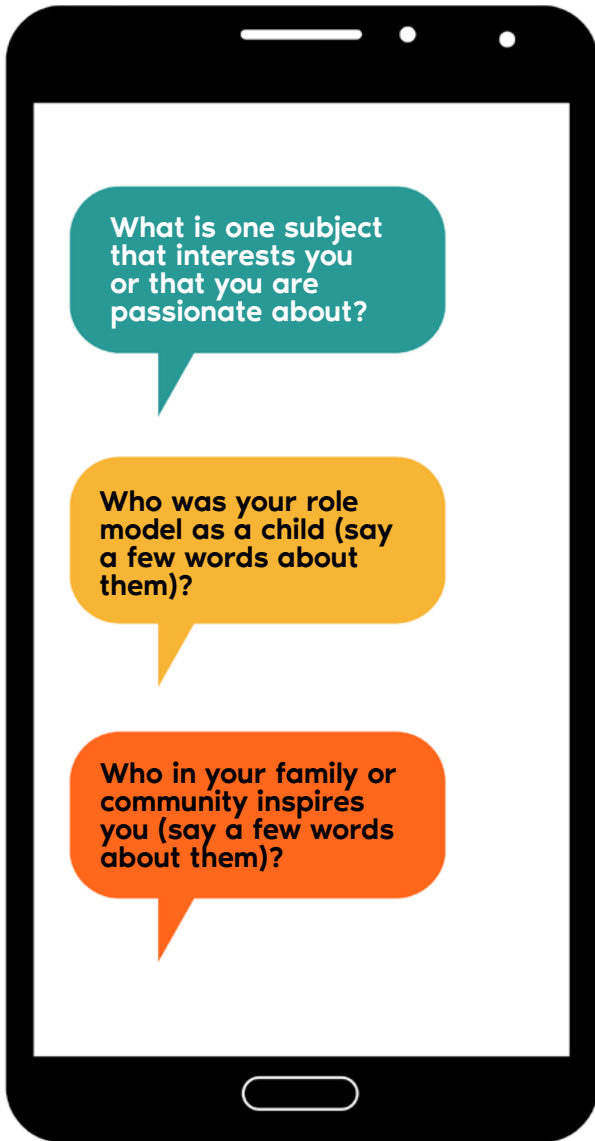 What is one subject
that interests you
or that you are
passionate about?
Who was your role
model as a child (say
a few words about
them)?
Who in your family or
community inspires
you (say a few words
about them)?